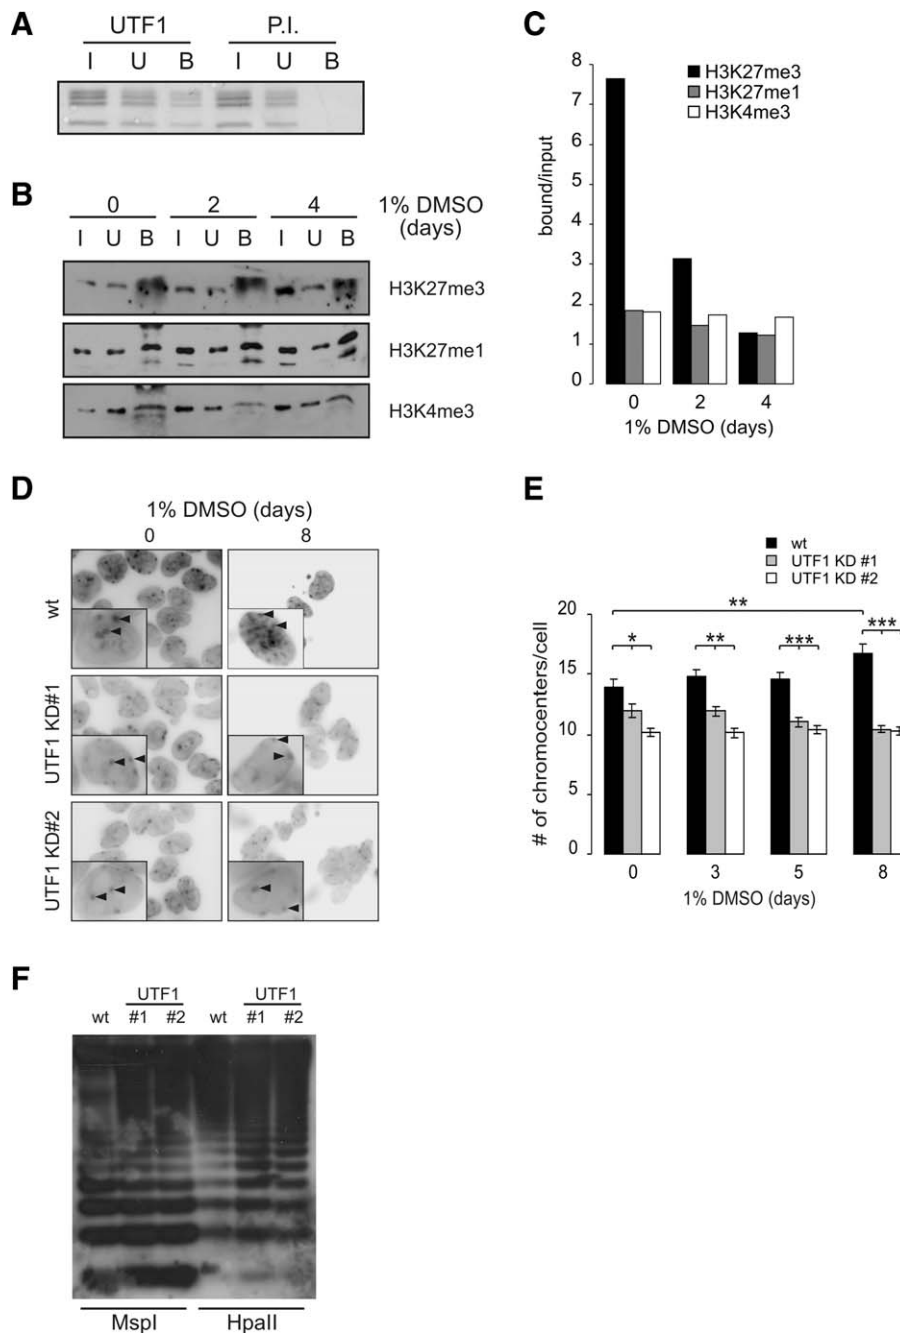 A
UTF1 P.I.
I U B I U B
B
0 2 4 1% DMSO
(days)
I U B I U B I U B
H3K27me3
H3K27me1
H3K4me3
C
H3K27me3
H3K27me1
H3K4me3
bound/input
8
7
6
5
4
3
2
1
0
0 2 4
1% DMSO (days)
D
1% DMSO (days)
0 8
wt
UTF1 KD#1
UTF1 KD#2
E
wt
UTF1 KD #1
UTF1 KD #2
# of chromocenters/cell
20
15
10
5
0
**
* ** *** ***
0 3 5 8
1% DMSO (days)
F
UTF1 UTF1
wt #1 #2 wt #1 #2
MspI HpaII